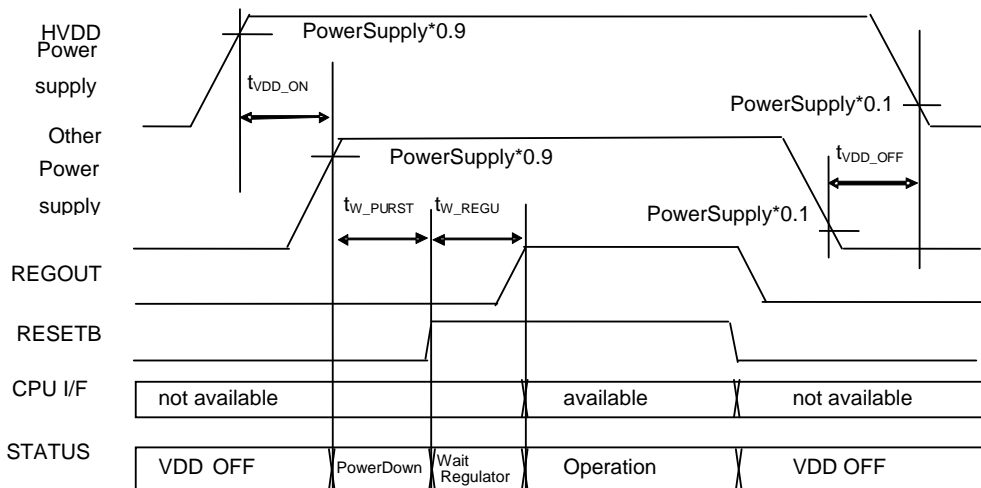 HVDD
Power
supply
PowerSupply*0.9
tVDD_ON
PowerSupply*0.1
Other
Power
supply
PowerSupply*0.9
tVDD_OFF
tW_PURST
tW_REGU
PowerSupply*0.1
REGOUT
RESETB
CPU I/F
not available
available
not available
STATUS
VDD OFF
PowerDown
Wait
Regulator
Operation
VDD OFF